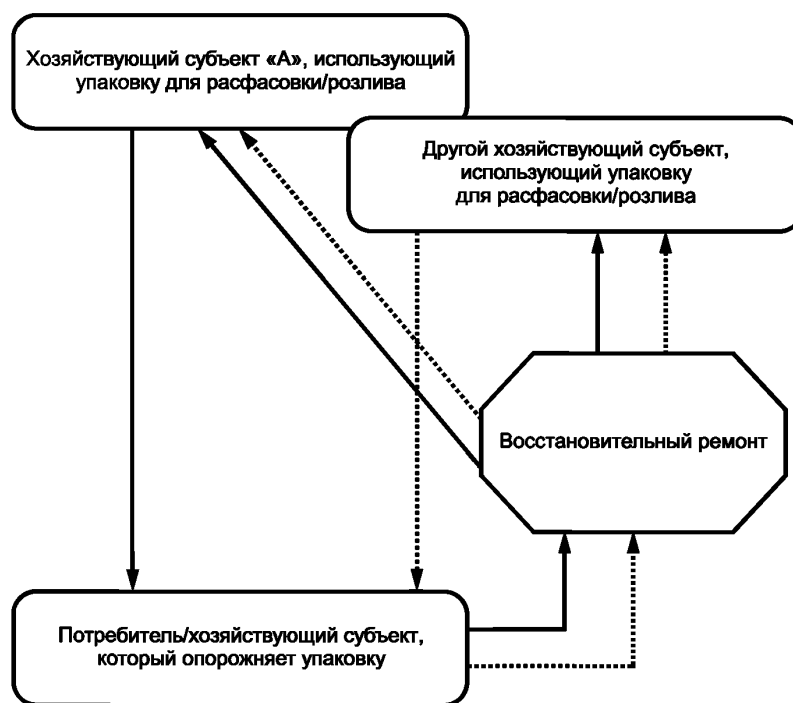 Хозяйствующий субъект «А», использующий
упаковку для расфасовки/розлива
Другой хозяйствующий субъект,
использующий упаковку
для расфасовки/розлива
Восстановительный ремонт
Потребитель/хозяйствующий субъект,
который опорожняет упаковку